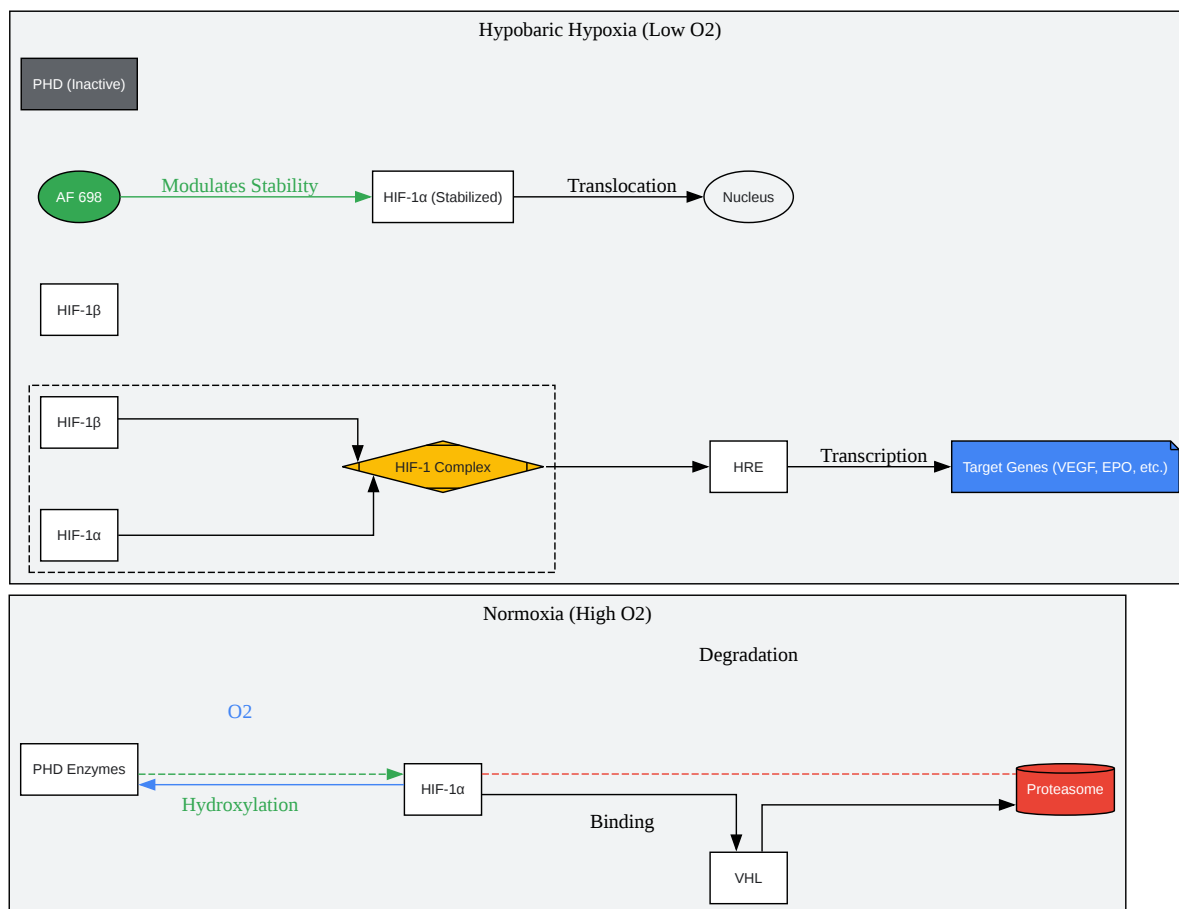 Hypobaric Hypoxia (Low O2)
PHD (Inactive)
AF 698
Modulates Stability
HIF-1α (Stabilized)
Translocation
Nucleus
HIF-1β
HIF-1β
HIF-1α
HIF-1 Complex
HRE
Transcription
Target Genes (VEGF, EPO, etc.)
Normoxia (High O2)
Degradation
O2
PHD Enzymes
Hydroxylation
HIF-1α
Binding
VHL
Proteasome